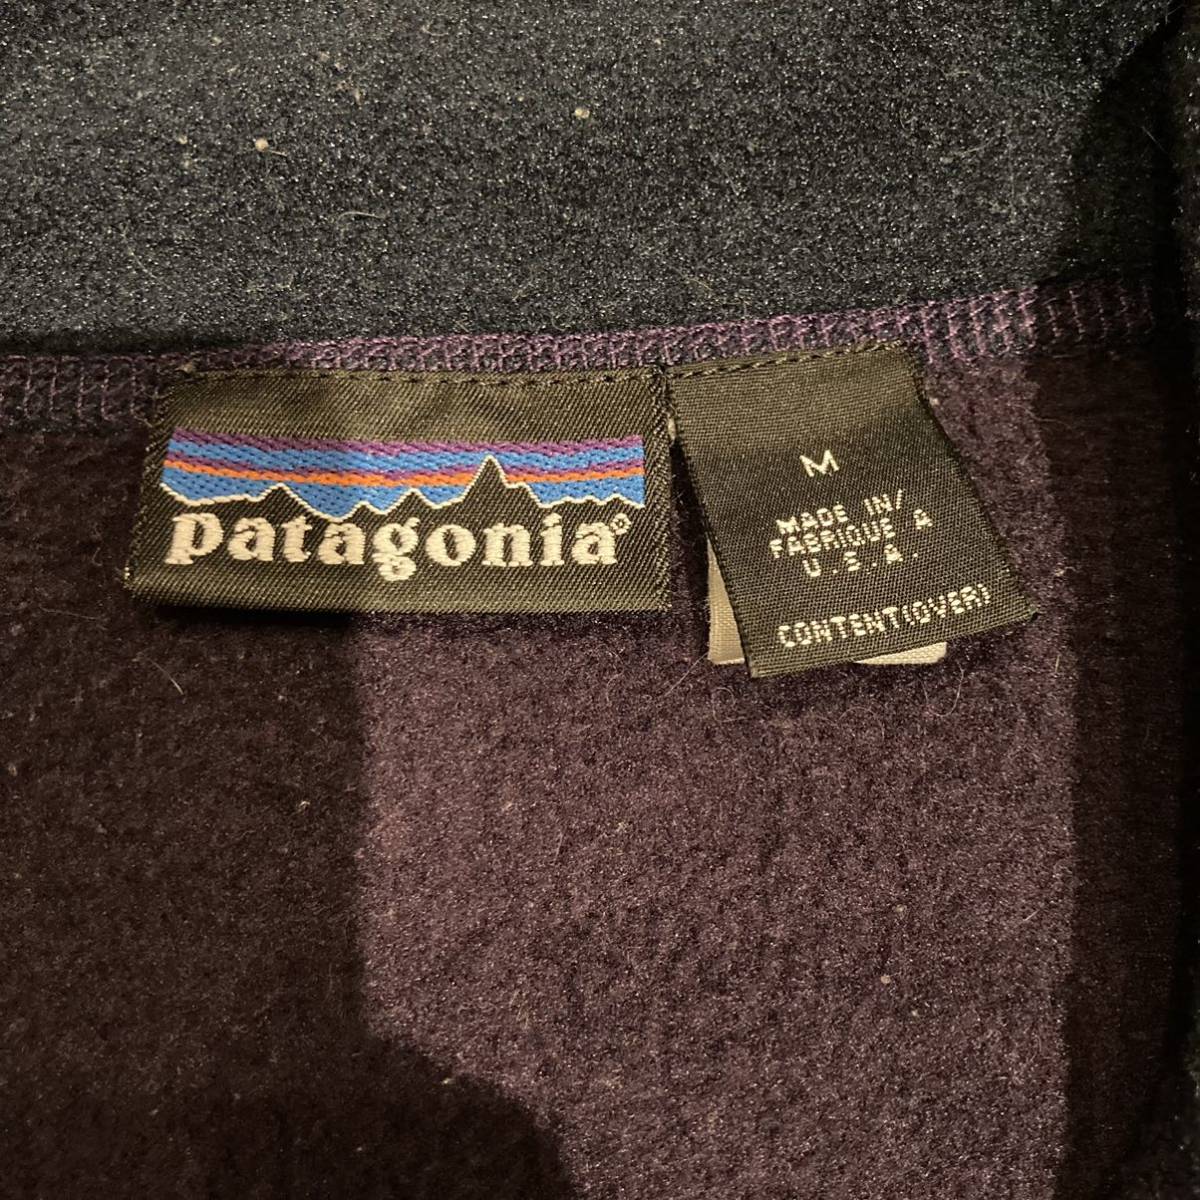 patagonia®
M
MADE IN/
FABRIQUE A
U.S.A.
CONTENT(OVER)